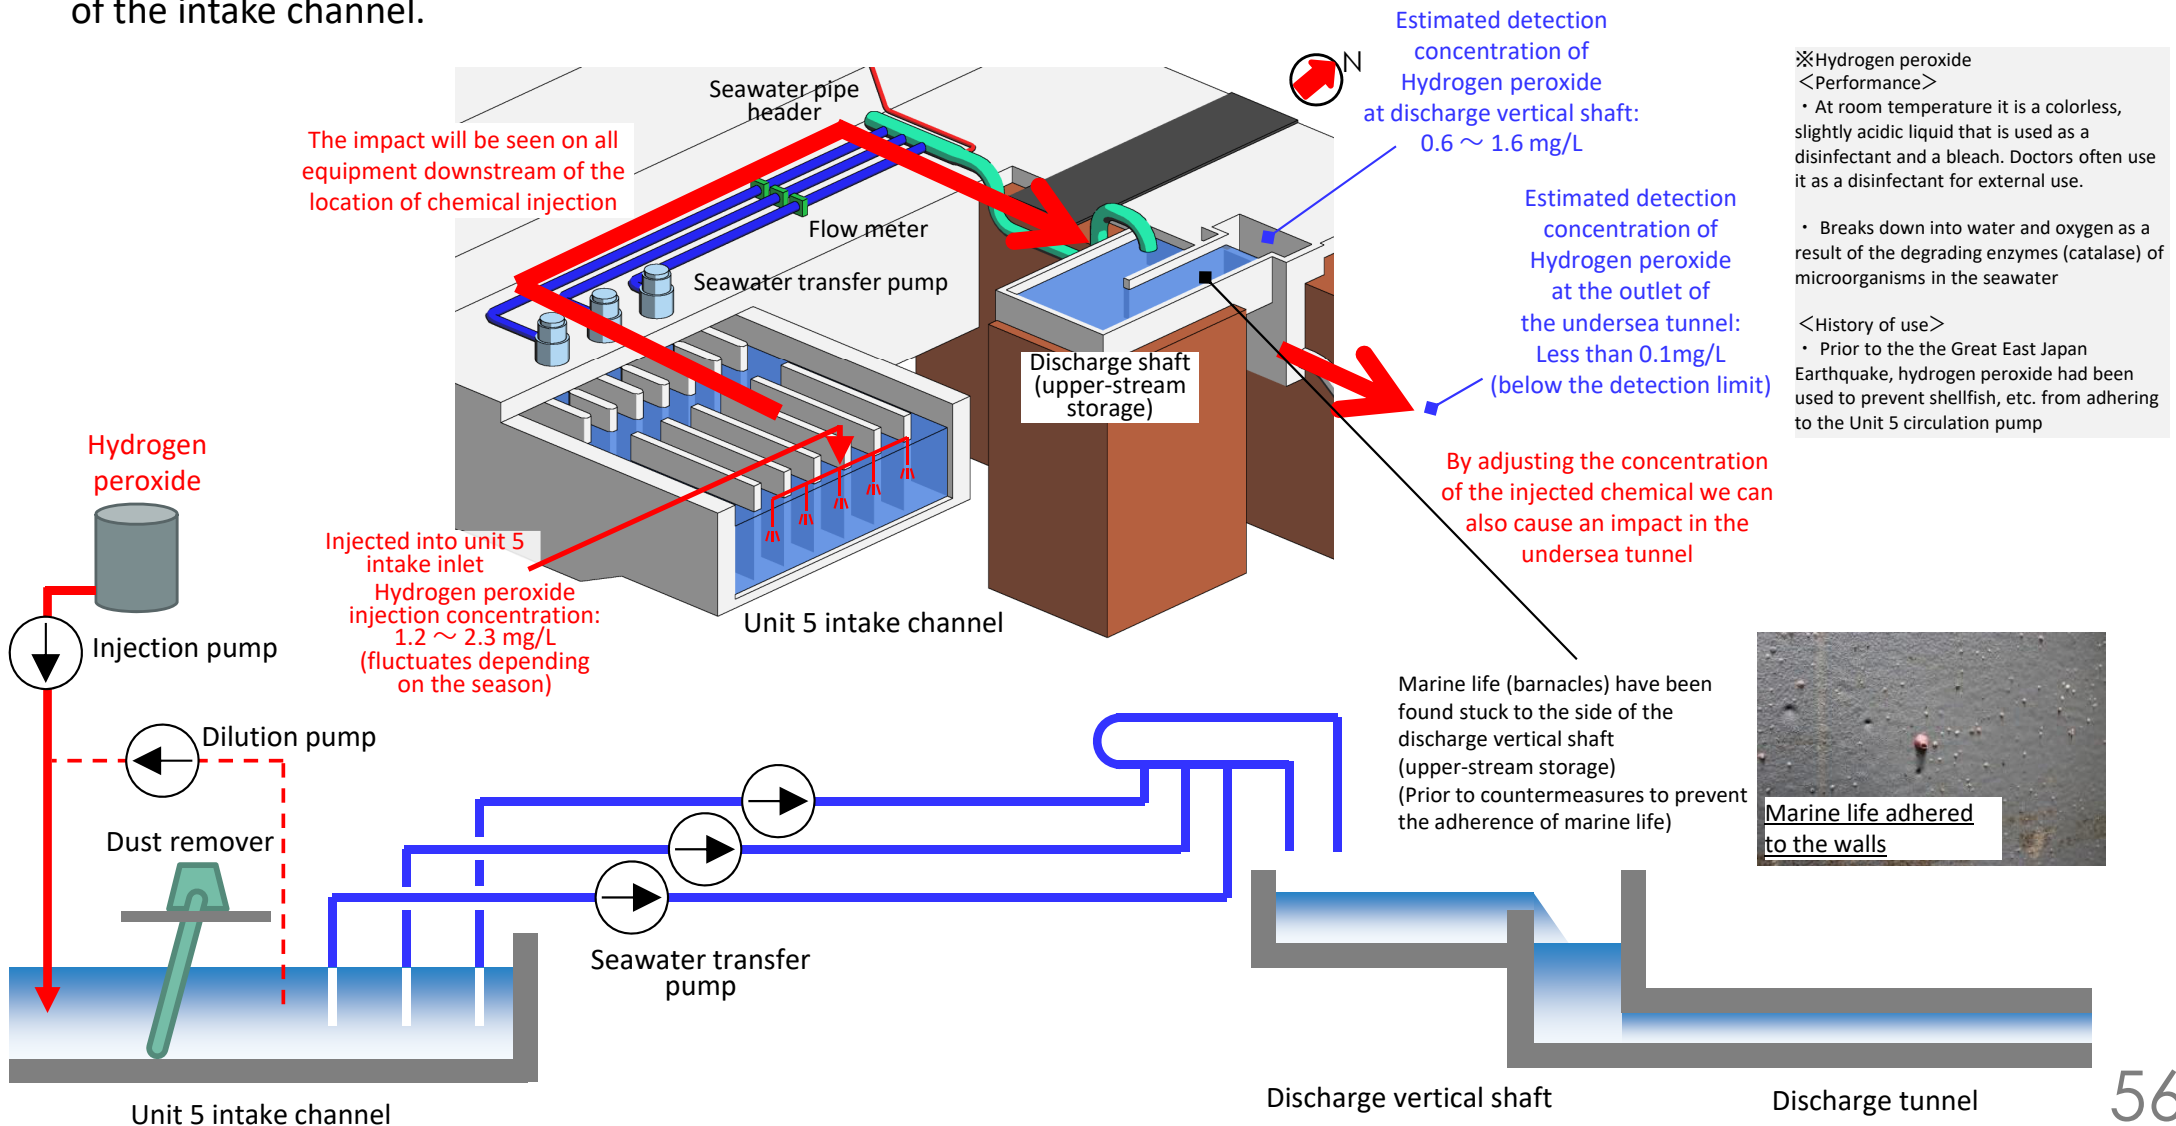 of the intake channel.
Estimated detection
concentration of
Hydrogen peroxide
at discharge vertical shaft:
0.6 ～ 1.6 mg/L
N
※Hydrogen peroxide
＜Performance＞
・At room temperature it is a colorless,
slightly acidic liquid that is used as a
disinfectant and a bleach. Doctors often use
it as a disinfectant for external use.
・ Breaks down into water and oxygen as a
result of the degrading enzymes (catalase) of
microorganisms in the seawater
＜History of use＞
・ Prior to the the Great East Japan
Earthquake, hydrogen peroxide had been
used to prevent shellfish, etc. from adhering
to the Unit 5 circulation pump
Seawater pipe
header
The impact will be seen on all
equipment downstream of the
location of chemical injection
Flow meter
Seawater transfer pump
Estimated detection
concentration of
Hydrogen peroxide
at the outlet of
the undersea tunnel:
Less than 0.1mg/L
(below the detection limit)
Discharge shaft
(upper-stream
storage)
Hydrogen
peroxide
By adjusting the concentration
of the injected chemical we can
also cause an impact in the
undersea tunnel
Injected into unit 5
intake inlet
Hydrogen peroxide
injection concentration:
1.2 ～ 2.3 mg/L
(fluctuates depending
on the season)
Unit 5 intake channel
Injection pump
Dilution pump
Dust remover
Marine life (barnacles) have been
found stuck to the side of the
discharge vertical shaft
(upper-stream storage)
(Prior to countermeasures to prevent
the adherence of marine life)
Marine life adhered
to the walls
Seawater transfer
pump
Unit 5 intake channel
Discharge vertical shaft
Discharge tunnel
56